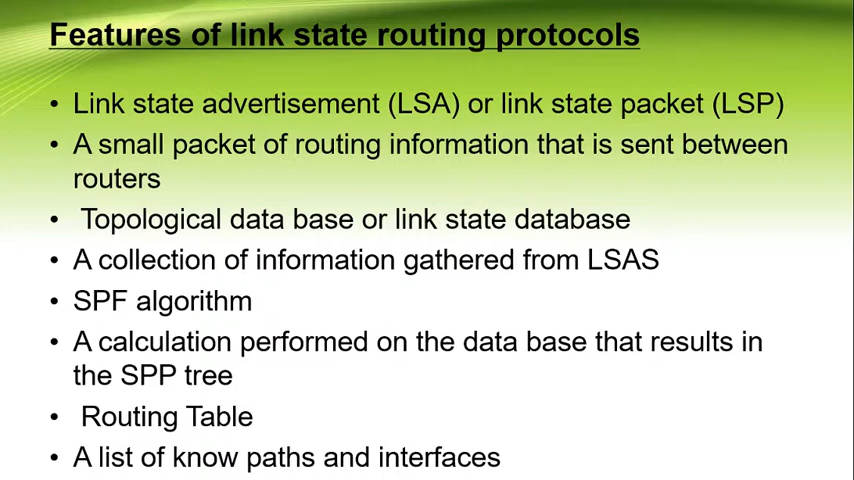 Features of link state routing protocols
• Link state advertisement (LSA) or link state packet (LSP)
• A small packet of routing information that is sent between
routers
• Topological data base or link state database
• A collection of information gathered from LSAS
• SPF algorithm
• A calculation performed on the data base that results in
the SPP tree
• Routing Table
• A list of know paths and interfaces